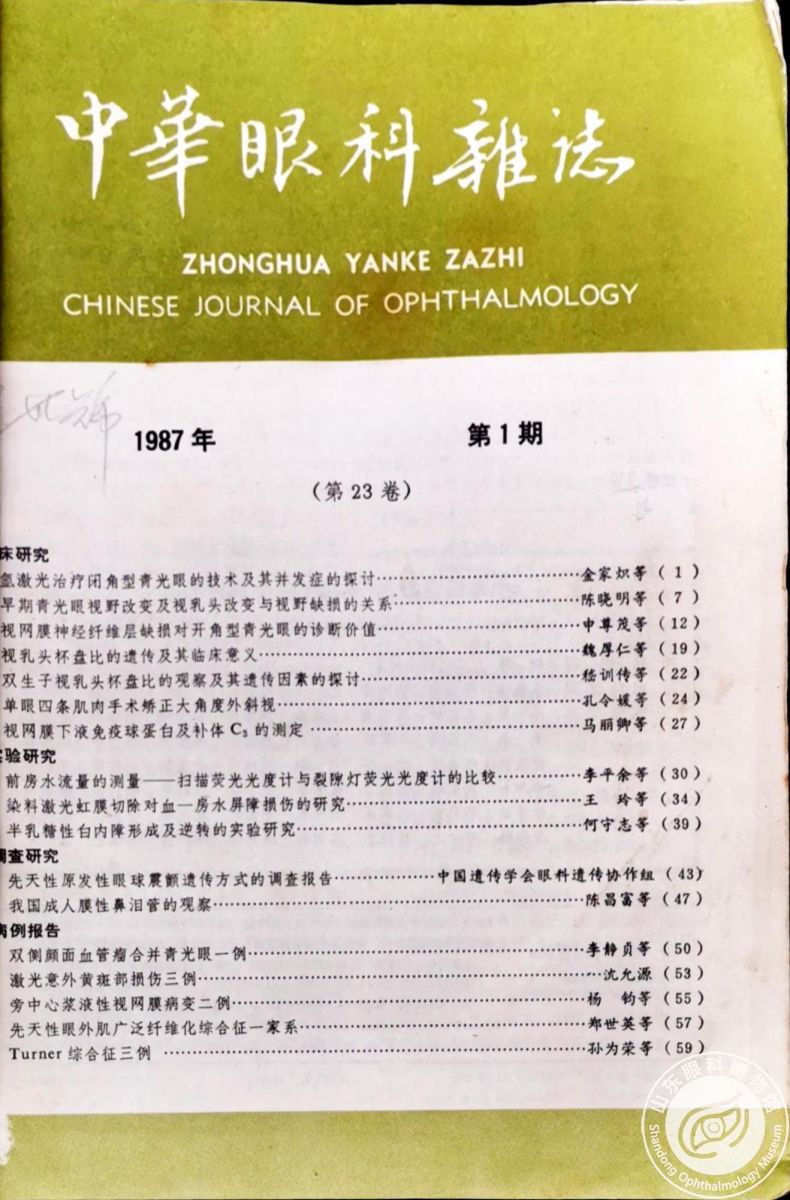 中華眼科雜誌
ZHONGHUA YANKE ZAZHI
CHINESE JOURNAL OF OPHTHALMOLOGY
1987年 第1期
(第23卷)
床研究
氩激光治疗闭角型青光眼的技术及其并发症的探讨……金家炽等(1)
早期青光眼视野改变及视乳头改变与视野缺损的关系……陈晓明等(7)
视网膜神经纤维层缺损对开角型青光眼的诊断价值……申尊茂等(12)
视乳头杯盘比的遗传及其临床意义……魏厚仁等(19)
双生子视乳头杯盘比的观察及其遗传因素的探讨……嵇训传等(22)
单眼四条肌肉手术矫正大角度外斜视……孔令媛等(24)
视网膜下液免疫球蛋白及补体C₃的测定……马丽卿等(27)
实验研究
前房水流量的测量——扫描荧光光度计与裂隙灯荧光光度计的比较……李平余等(30)
染料激光虹膜切除对血—房水屏障损伤的研究……王 玲等(34)
半乳糖性白内障形成及逆转的实验研究……何守志等(39)
调查研究
先天性原发性眼球震颤遗传方式的调查报告……中国遗传学会眼科遗传协作组(43)
我国成人膜性鼻泪管的观察……陈昌富等(47)
病例报告
双侧颜面血管瘤合并青光眼一例……李静贞等(50)
激光意外黄斑部损伤三例……沈允源(53)
旁中心浆液性视网膜病变二例……杨 钧等(55)
先天性眼外肌广泛纤维化综合征一家系……郑世英等(57)
Turner综合征三例……孙为荣等(59)
山东眼科博物馆
Shandong Ophthalmology Museum